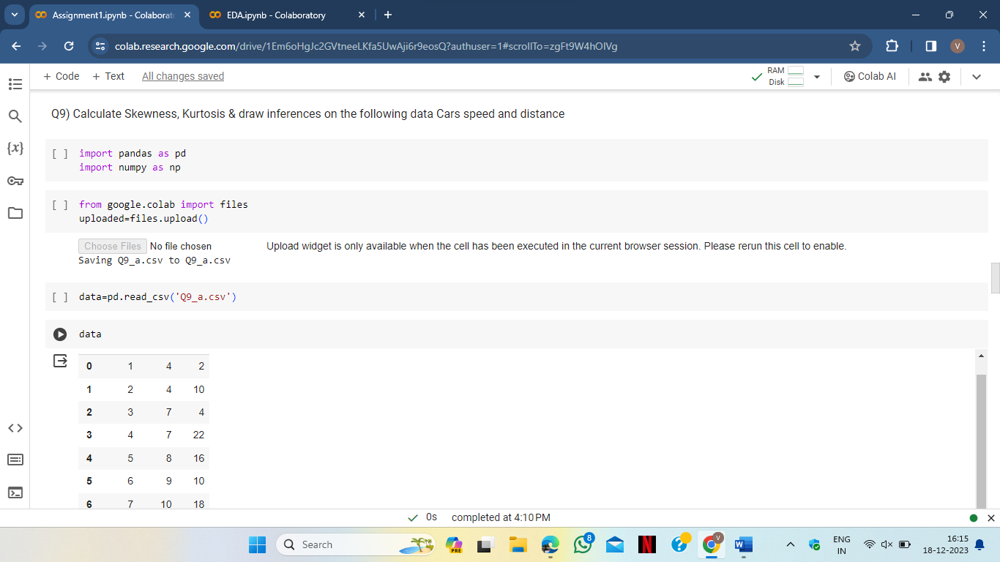 Assignment1.ipynb - Colaborat
EDA.ipynb - Colaboratory
colab.research.google.com/drive/1Em6oHgJc2GVtneeLKfa5UwAji6r9eosQ?authuser=1#scrollTo=zgFt9W4hOIVg
V
+ Code + Text All changes saved
RAM
Disk
Colab AI
Q9) Calculate Skewness, Kurtosis & draw inferences on the following data Cars speed and distance
{x}
[ ] import pandas as pd
import numpy as np
[ ] from google.colab import files
uploaded=files.upload()
Choose Files No file chosen Upload widget is only available when the cell has been executed in the current browser session. Please rerun this cell to enable.
Saving Q9_a.csv to Q9_a.csv
[ ] data=pd.read_csv('Q9_a.csv')
data
0 1 4 2
1 2 4 10
2 3 7 4
3 4 7 22
4 5 8 16
5 6 9 10
6 7 10 18
0s completed at 4:10 PM
Search
PRE
8
N
?
V
W
ENG
IN
16:15
18-12-2023